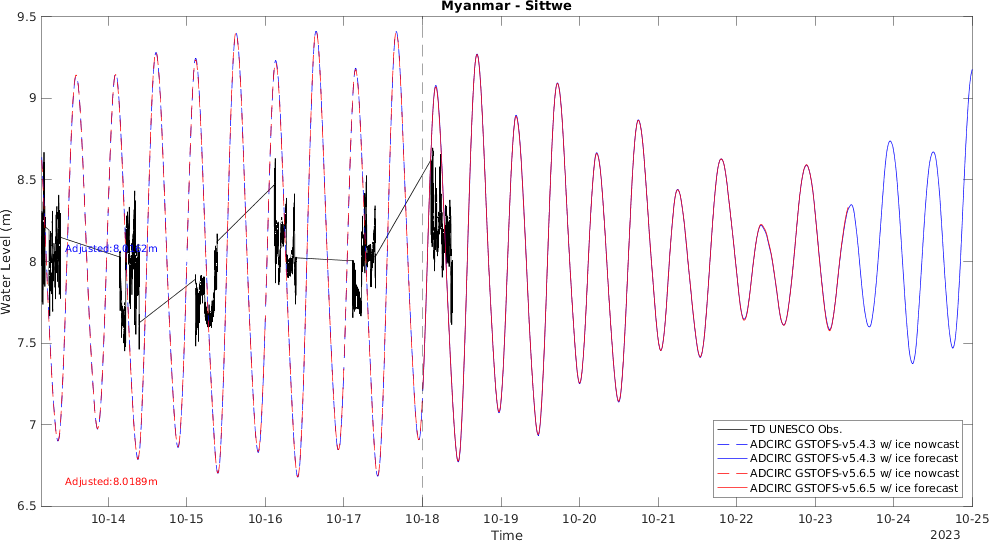 Myanmar - Sittwe
9.5
9
8.5
8
7.5
7
6.5
Water Level (m)
Adjusted:8.0162m
Adjusted:8.0189m
TD UNESCO Obs.
ADCIRC GSTOFS-v5.4.3 w/ ice nowcast
ADCIRC GSTOFS-v5.4.3 w/ ice forecast
ADCIRC GSTOFS-v5.6.5 w/ ice nowcast
ADCIRC GSTOFS-v5.6.5 w/ ice forecast
10-14 10-15 10-16 10-17 10-18 10-19 10-20 10-21 10-22 10-23 10-24 10-25
Time
2023